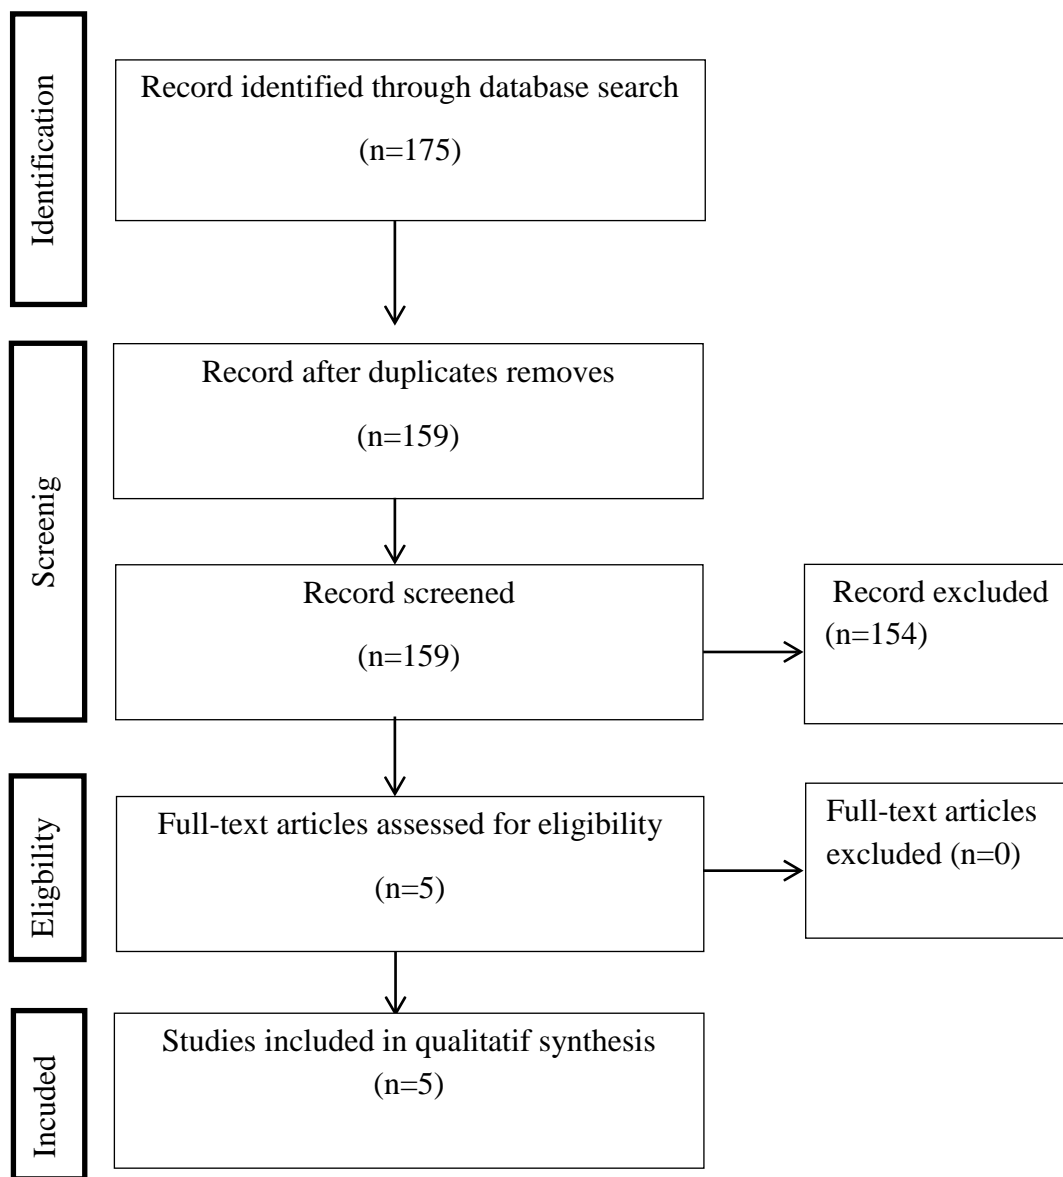 Identification
Record identified through database search
(n=175)
Screenig
Record after duplicates removes
(n=159)
Record screened
(n=159)
Record excluded
(n=154)
Eligbility
Full-text articles assessed for eligibility
(n=5)
Full-text articles
excluded (n=0)
Incuded
Studies included in qualitatif synthesis
(n=5)